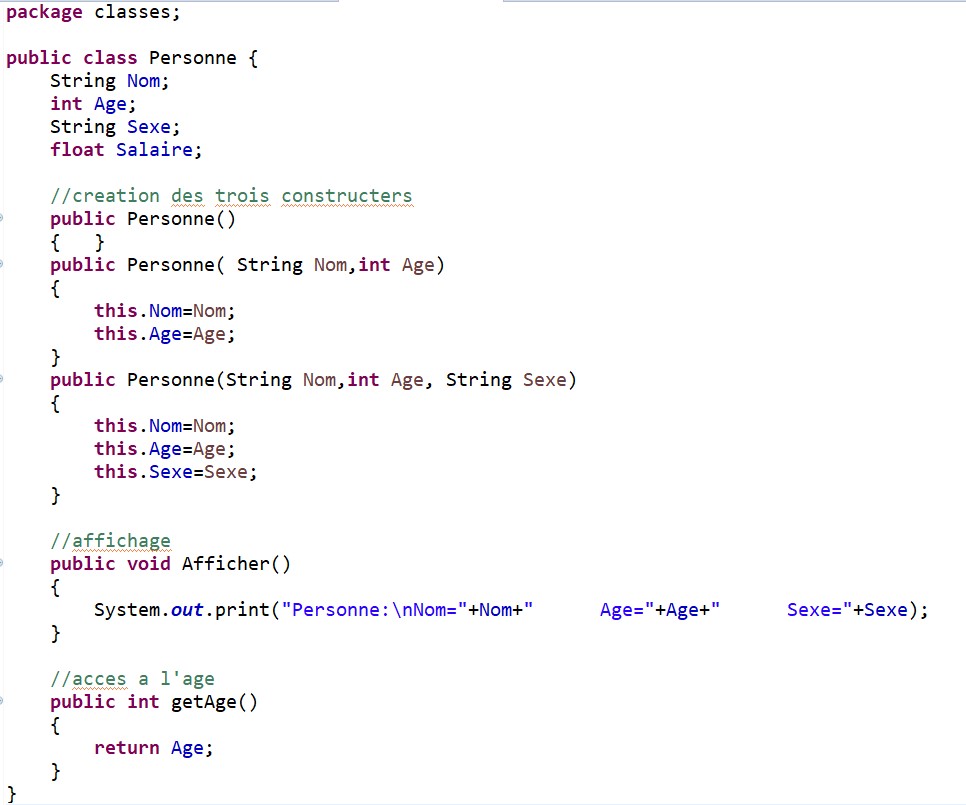 package classes;
public class Personne {
    String Nom;
    int Age;
    String Sexe;
    float Salaire;
    //creation des trois constructers
    public Personne()
    {   }
    public Personne( String Nom,int Age)
    {
        this.Nom=Nom;
        this.Age=Age;
    }
    public Personne(String Nom,int Age, String Sexe)
    {
        this.Nom=Nom;
        this.Age=Age;
        this.Sexe=Sexe;
    }
    //affichage
    public void Afficher()
    {
        System.out.print("Personne:\nNom="+Nom+"      Age="+Age+"      Sexe="+Sexe);
    }
    //acces a l'age
    public int getAge()
    {
        return Age;
    }
}